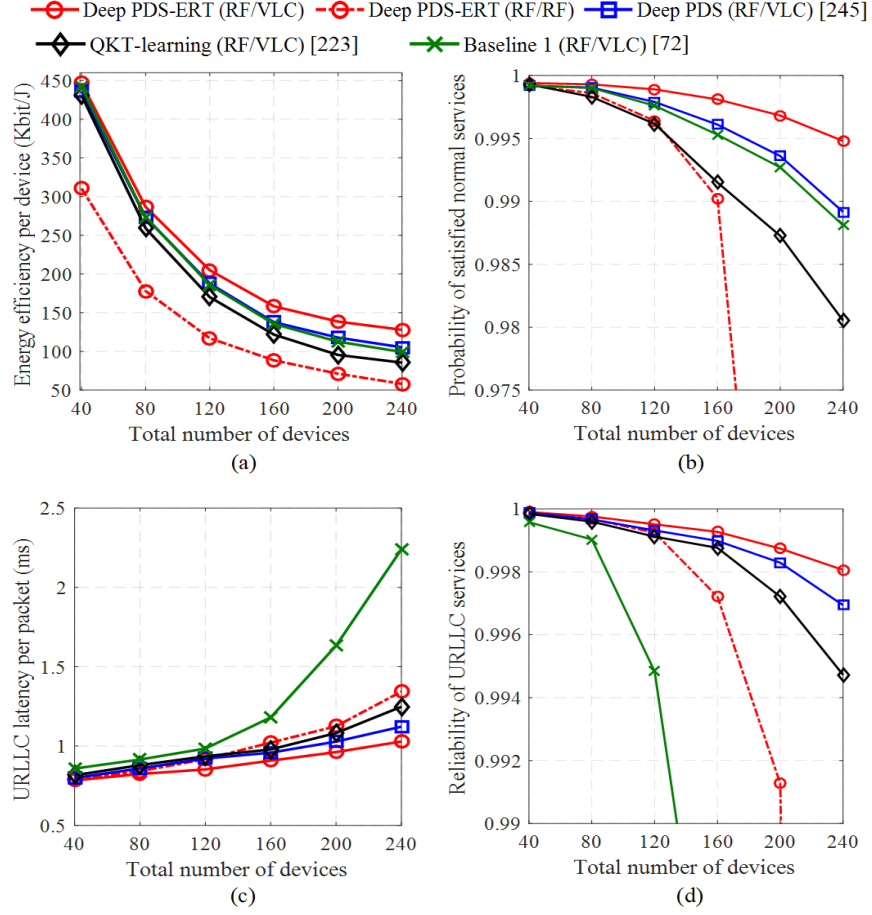 Deep PDS-ERT (RF/VLC) Deep PDS-ERT (RF/RF) Deep PDS (RF/VLC) [245]
QKT-learning (RF/VLC) [223] Baseline 1 (RF/VLC) [72]
Energy efficiency per device (Kbit/J)
450
400
350
300
250
200
150
100
50
40 80 120 160 200 240
Total number of devices
(a)
Probability of satisfied normal services
1
0.995
0.99
0.985
0.98
0.975
40 80 120 160 200 240
Total number of devices
(b)
URLLC latency per packet (ms)
2.5
2
1.5
1
0.5
40 80 120 160 200 240
Total number of devices
(c)
Reliability of URLLC services
1
0.998
0.996
0.994
0.992
0.99
40 80 120 160 200 240
Total number of devices
(d)